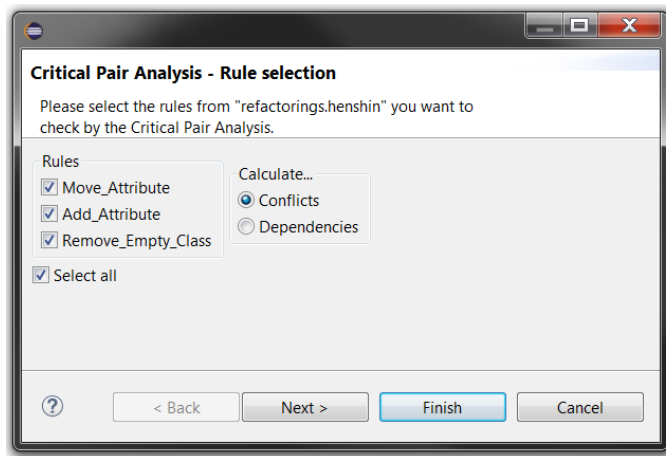 Critical Pair Analysis - Rule selection
Please select the rules from "refactorings.henshin" you want to
check by the Critical Pair Analysis.
Rules
Move_Attribute
Add_Attribute
Remove_Empty_Class
Select all
Calculate...
Conflicts
Dependencies
?
< Back
Next >
Finish
Cancel